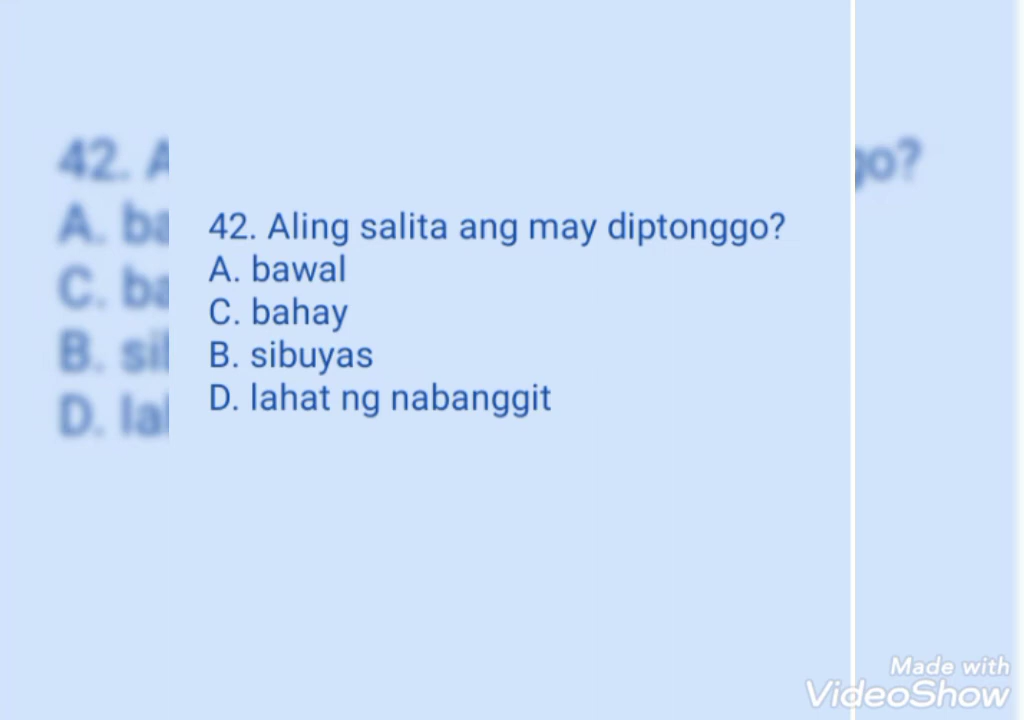 42. Aling salita ang may diptonggo?
A. bawal
C. bahay
B. sibuyas
D. lahat ng nabanggit
Made with
VideoShow